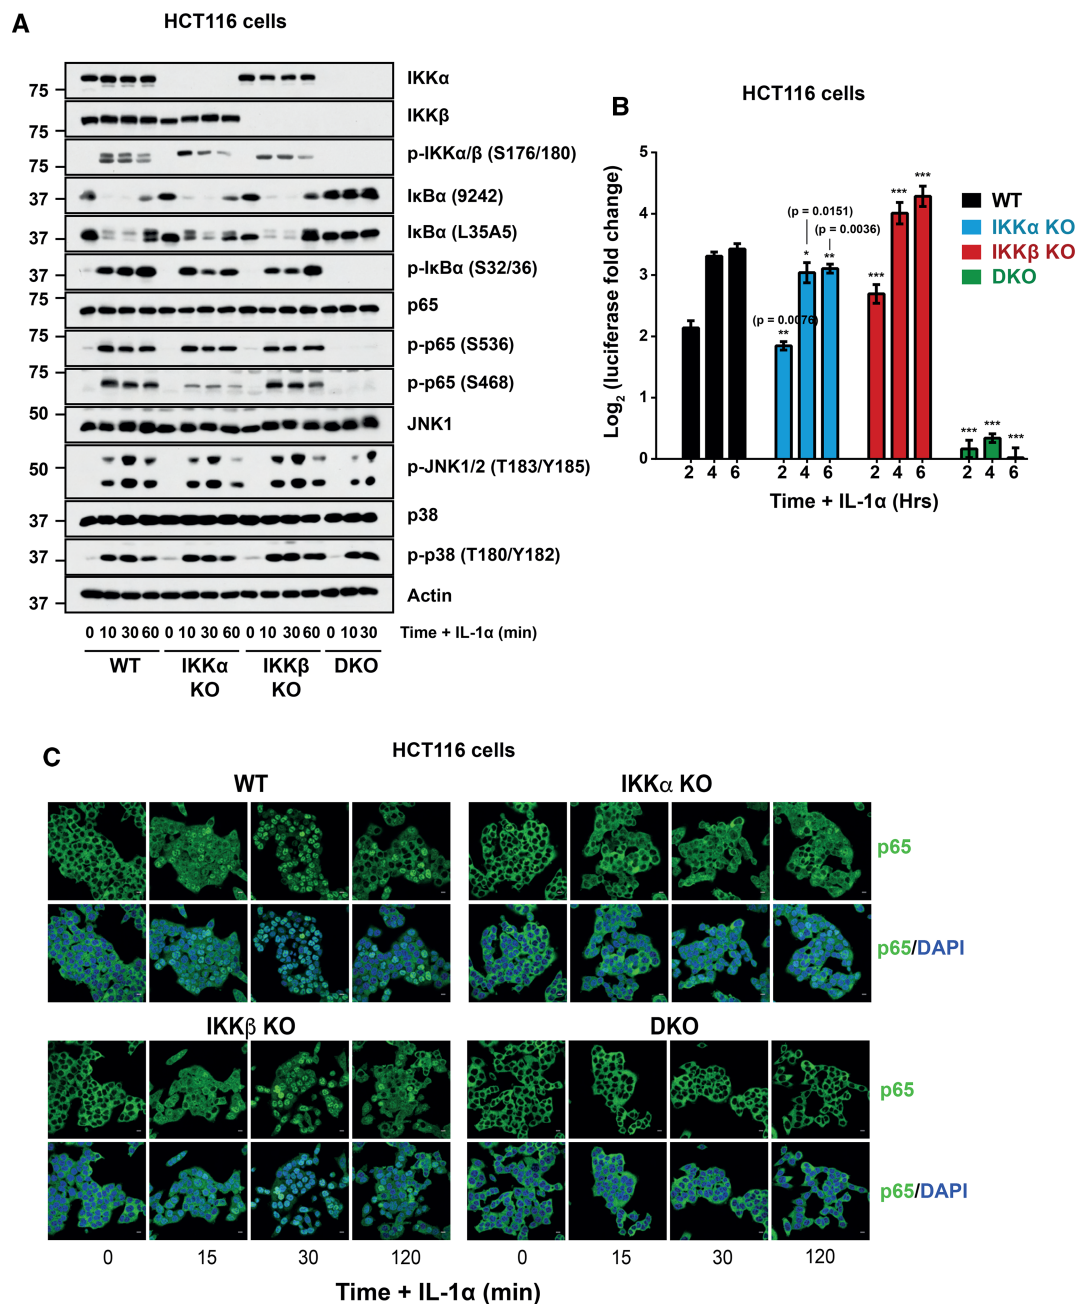 A
HCT116 cells
75
IKKα
75
IKKβ
75
p-IKKα/β (S176/180)
37
IκBα (9242)
37
IκBα (L35A5)
37
p-IκBα (S32/36)
75
p65
75
p-p65 (S536)
75
p-p65 (S468)
50
JNK1
50
p-JNK1/2 (T183/Y185)
37
p38
37
p-p38 (T180/Y182)
37
Actin
0 10 30 60 0 10 30 60 0 10 30 60 0 10 30 Time + IL-1α (min)
WT IKKα KO IKKβ KO DKO
B
HCT116 cells
Log2 (luciferase fold change)
5
4
3
2
1
0
(p = 0.0076)
**
(p = 0.0151)
*
(p = 0.0036)
**
***
***
***
***
***
***
2 4 6 2 4 6 2 4 6 2 4 6
Time + IL-1α (Hrs)
WT
IKKα KO
IKKβ KO
DKO
C
HCT116 cells
WT IKKα KO
p65
p65/DAPI
IKKβ KO DKO
p65
p65/DAPI
0 15 30 120 0 15 30 120
Time + IL-1α (min)